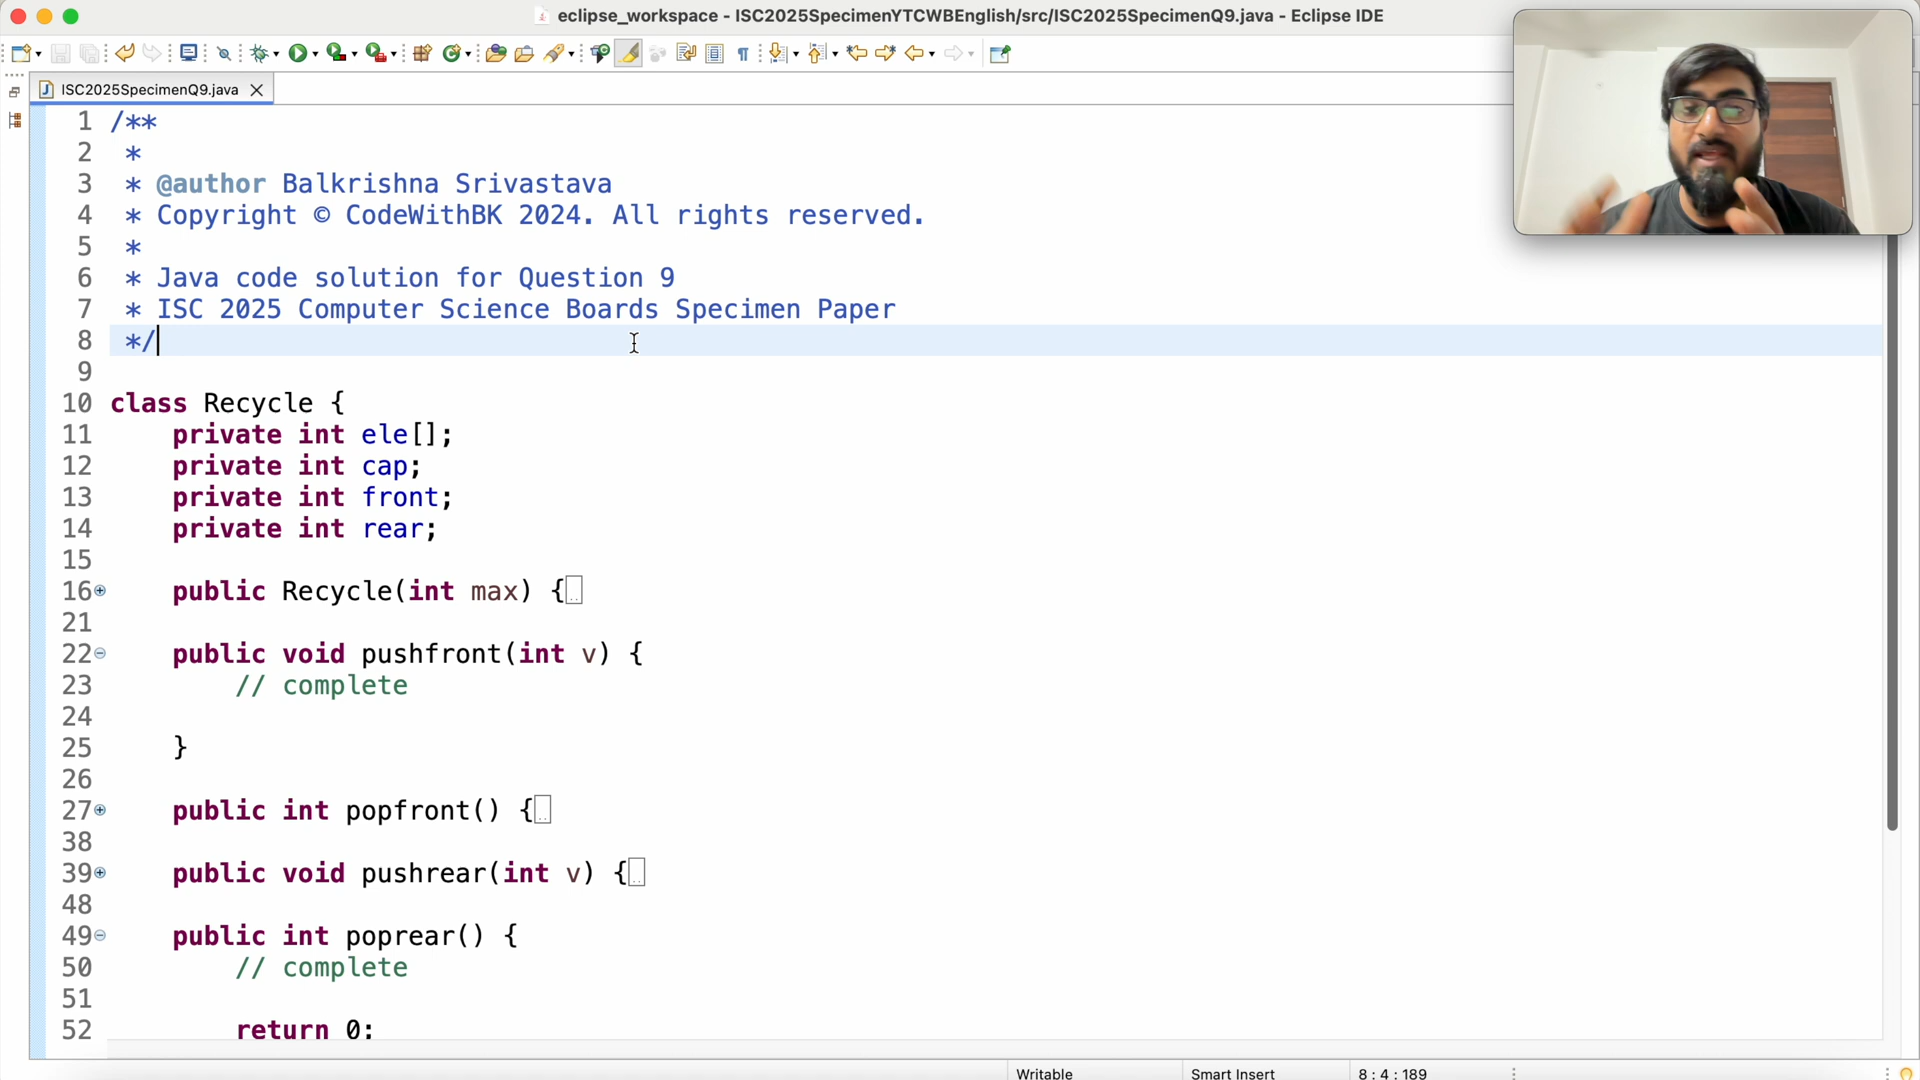 eclipse_workspace - ISC2025SpecimenYTCWBEnglish/src/ISC2025SpecimenQ9.java - Eclipse IDE
ISC2025SpecimenQ9.java
1 /**
2  *
3  * @author Balkrishna Srivastava
4  * Copyright © CodeWithBK 2024. All rights reserved.
5  *
6  * Java code solution for Question 9
7  * ISC 2025 Computer Science Boards Specimen Paper
8  */
9
10 class Recycle {
11     private int ele[];
12     private int cap;
13     private int front;
14     private int rear;
15
16     public Recycle(int max) {
21
22     public void pushfront(int v) {
23         // complete
24
25     }
26
27     public int popfront() {
38
39     public void pushrear(int v) {
48
49     public int poprear() {
50         // complete
51
52         return 0;
Writable Smart Insert 8 : 4 : 189